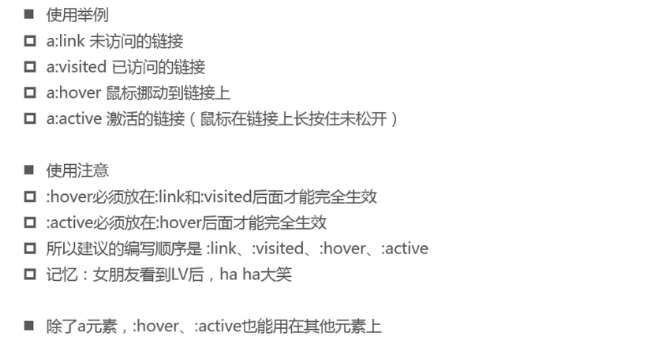 使用举例
a:link 未访问的链接
a:visited 已访问的链接
a:hover 鼠标挪动到链接上
a:active 激活的链接（鼠标在链接上长按住未松开）
使用注意
:hover必须放在:link和:visited后面才能完全生效
:active必须放在:hover后面才能完全生效
所以建议的编写顺序是 :link、:visited、:hover、:active
记忆：女朋友看到LV后，ha ha大笑
除了a元素，:hover、:active也能用在其他元素上